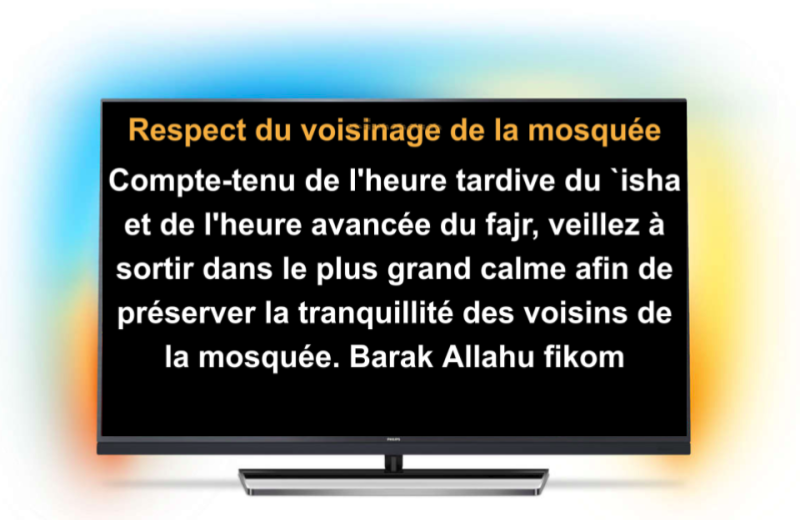 Respect du voisinage de la mosquée
Compte-tenu de l'heure tardive du `isha
et de l'heure avancée du fajr, veillez à
sortir dans le plus grand calme afin de
préserver la tranquillité des voisins de
la mosquée. Barak Allahu fikom
PHILIPS